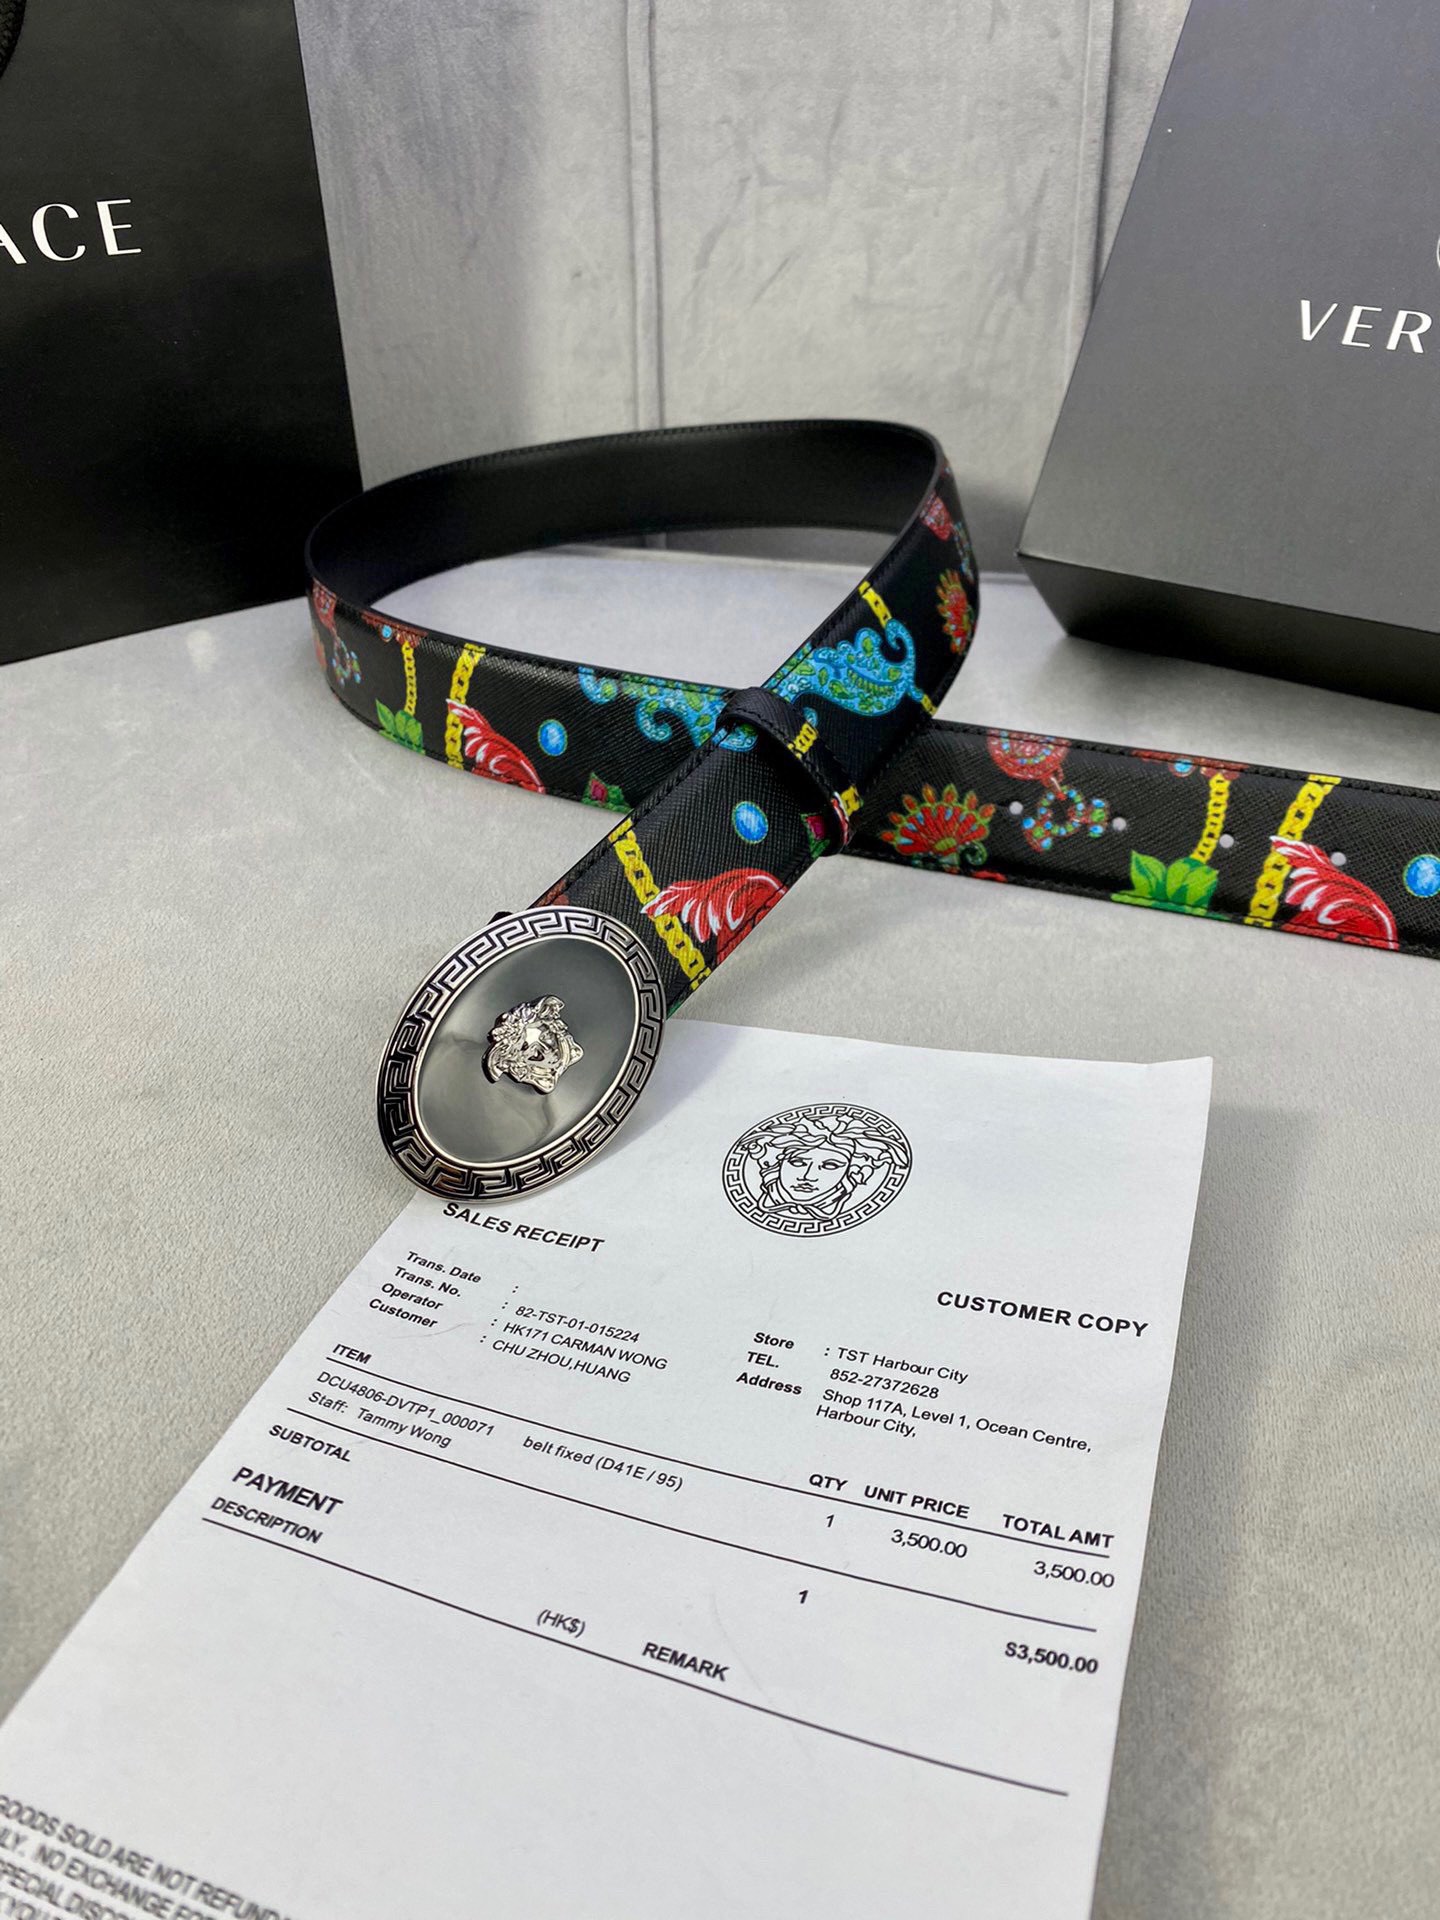 ACE
VER
SALES RECEIPT
CUSTOMER COPY
Trans. Date :
Trans. No. : 82-TST-01-015224
Operator : HK171 CARMAN WONG
Customer : CHU ZHOU,HUANG
Store : TST Harbour City
TEL. 852-27372628
Address Shop 117A, Level 1, Ocean Centre,
Harbour City,
ITEM QTY UNIT PRICE TOTAL AMT
DCU4806-DVTP1_000071 belt fixed (D41E / 95) 1 3,500.00 3,500.00
Staff: Tammy Wong
SUBTOTAL 1 S3,500.00
PAYMENT
DESCRIPTION (HK$) REMARK
GOODS SOLD ARE NOT REFUND
LY. NO EXCHANGE FOR